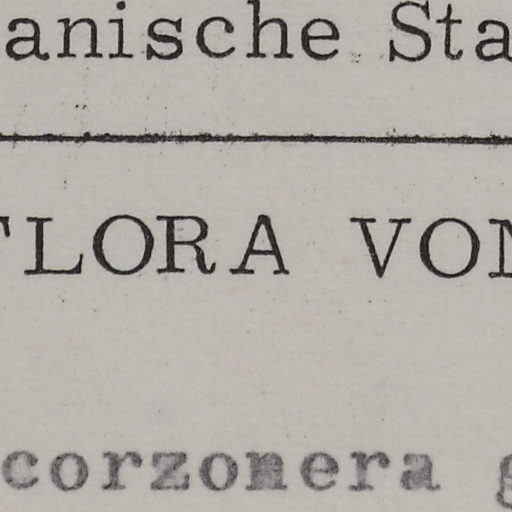 anische Sta
FLORA VON
corzonera g